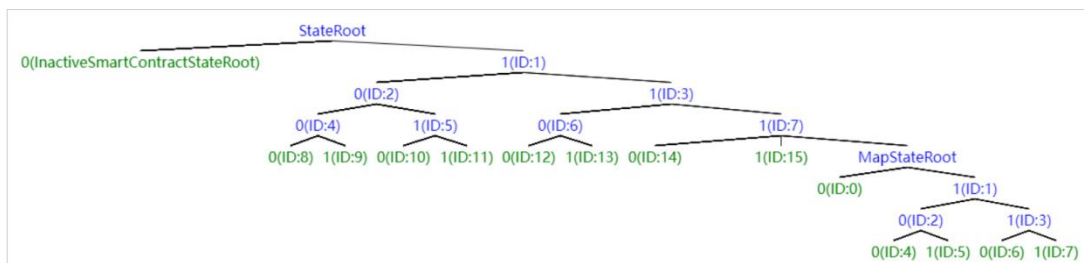 StateRoot
0(InactiveSmartContractStateRoot) 1(ID:1)
0(ID:2) 1(ID:3)
0(ID:4) 1(ID:5) 0(ID:6) 1(ID:7)
0(ID:8) 1(ID:9) 0(ID:10) 1(ID:11) 0(ID:12) 1(ID:13) 0(ID:14) 1(ID:15) MapStateRoot
0(ID:0) 1(ID:1)
0(ID:2) 1(ID:3)
0(ID:4) 1(ID:5) 0(ID:6) 1(ID:7)